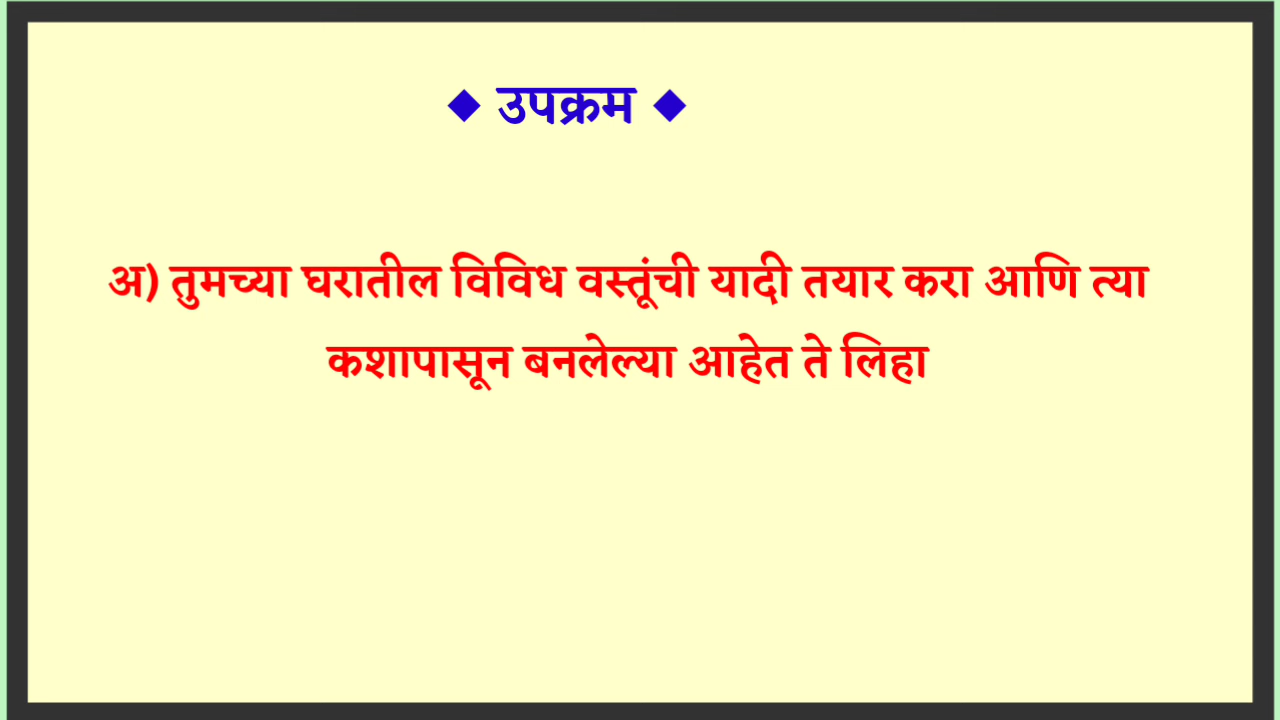 ◆ उपक्रम ◆
अ) तुमच्या घरातील विविध वस्तूंची यादी तयार करा आणि त्या
कशापासून बनलेल्या आहेत ते लिहा